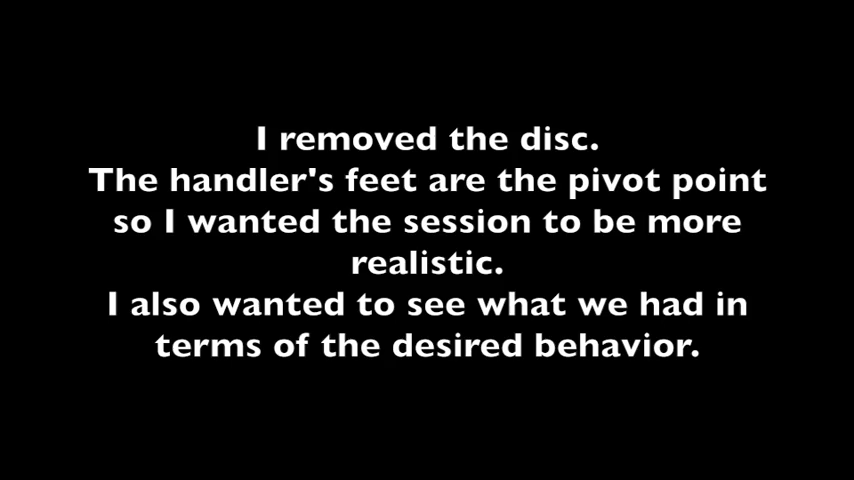 I removed the disc.
The handler's feet are the pivot point
so I wanted the session to be more
realistic.
I also wanted to see what we had in
terms of the desired behavior.